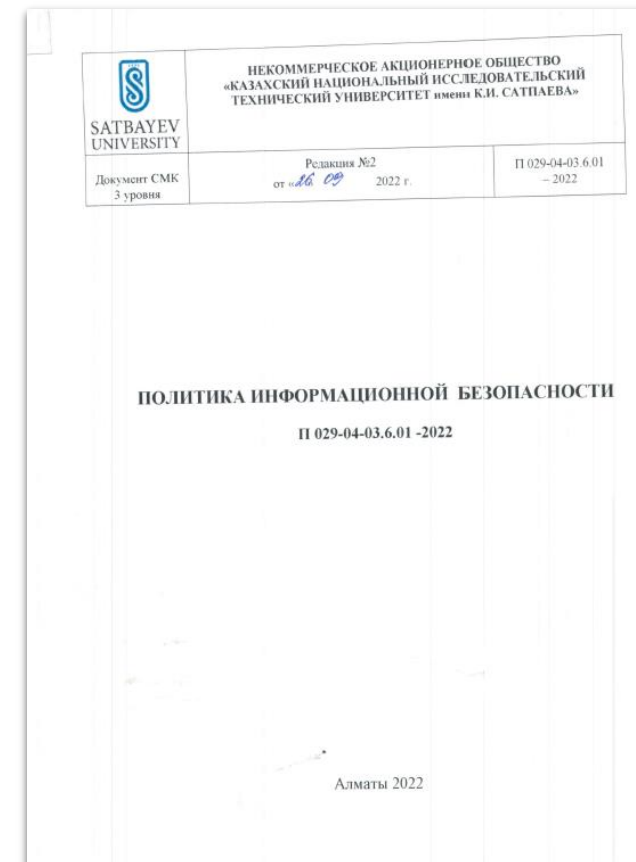 SATBAYEV
UNIVERSITY
НЕКОММЕРЧЕСКОЕ АКЦИОНЕРНОЕ ОБЩЕСТВО
«КАЗАХСКИЙ НАЦИОНАЛЬНЫЙ ИССЛЕДОВАТЕЛЬСКИЙ
ТЕХНИЧЕСКИЙ УНИВЕРСИТЕТ имени К.И. САТПАЕВА»
Документ СМК
3 уровня
Редакция №2
от «26 09 2022 г.
П 029-04-03.6.01
– 2022
ПОЛИТИКА ИНФОРМАЦИОННОЙ БЕЗОПАСНОСТИ
П 029-04-03.6.01 -2022
Алматы 2022